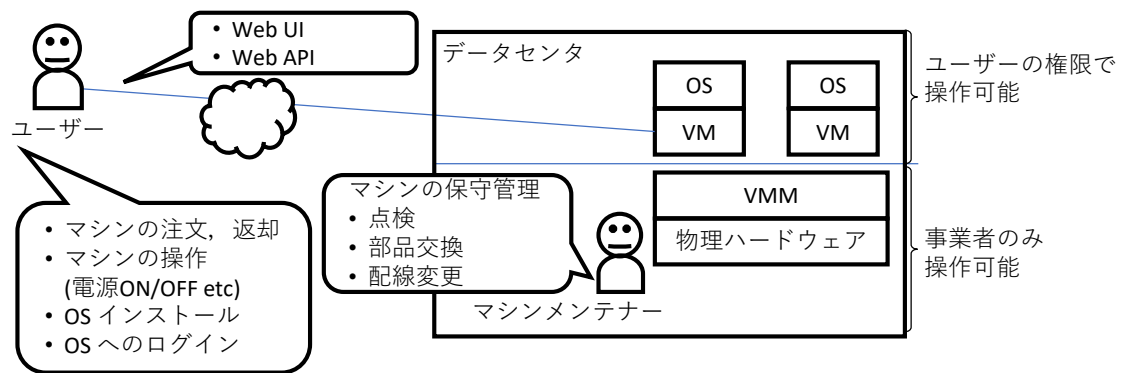 • Web UI
• Web API
ユーザー
• マシンの注文，返却
• マシンの操作
(電源ON/OFF etc)
• OS インストール
• OS へのログイン
データセンタ
OS
VM
OS
VM
ユーザーの権限で
操作可能
マシンの保守管理
• 点検
• 部品交換
• 配線変更
マシンメンテナー
VMM
物理ハードウェア
事業者のみ
操作可能